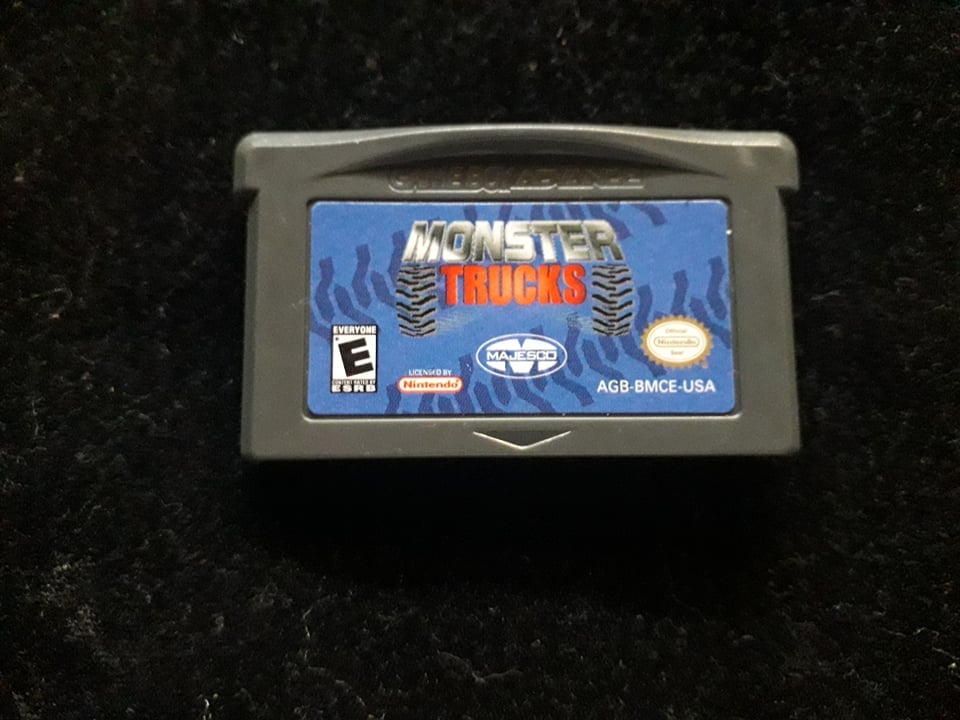 GAME BOY ADVANCE
MONSTER
TRUCKS
EVERYONE
E
CONTENT RATED BY
ESRB
LICENSED BY
Nintendo
MAJESCO
Official
Nintendo
Seal
AGB-BMCE-USA